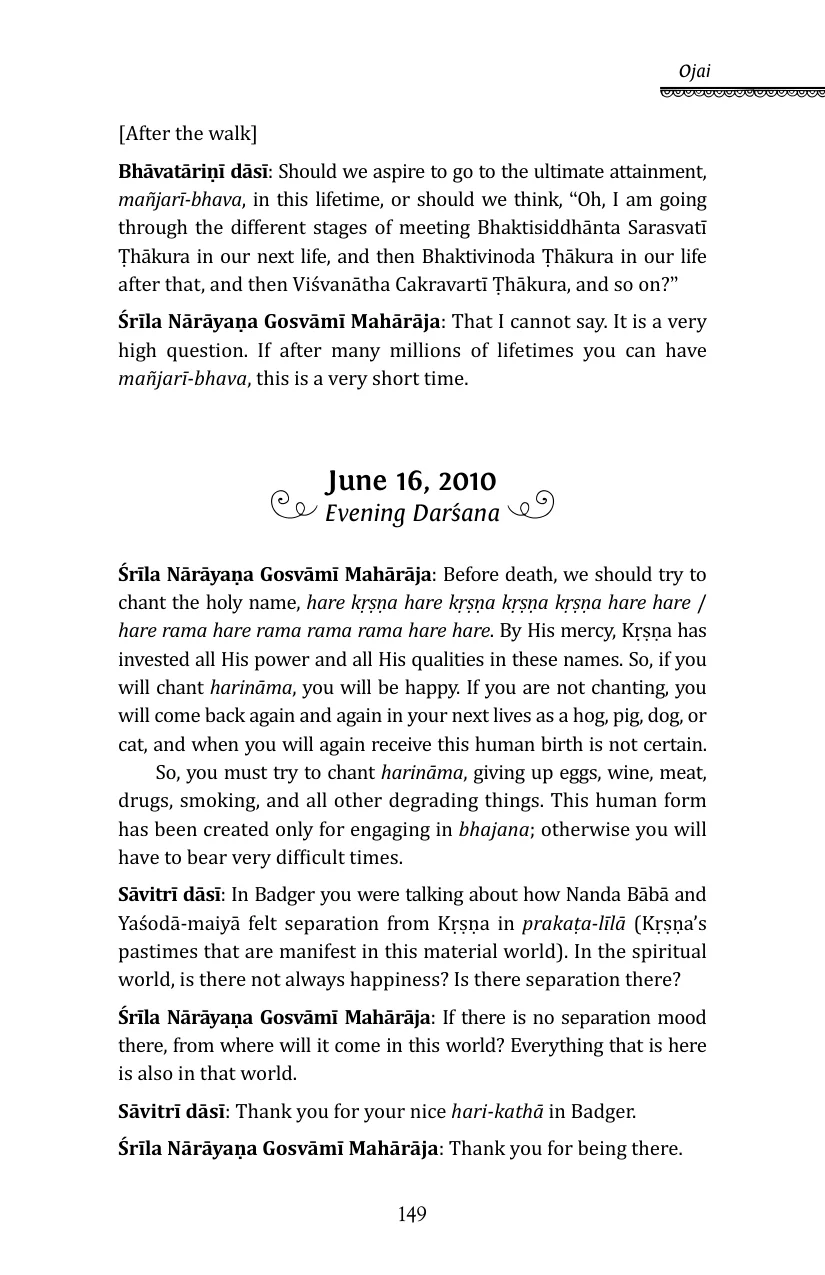 Ojai
[After the walk]
Bhāvatāriṇī dāsī: Should we aspire to go to the ultimate attainment,
mañjarī-bhava, in this lifetime, or should we think, “Oh, I am going
through the different stages of meeting Bhaktisiddhānta Sarasvatī
Ṭhākura in our next life, and then Bhaktivinoda Ṭhākura in our life
after that, and then Viśvanātha Cakravartī Ṭhākura, and so on?”
Śrīla Nārāyaṇa Gosvāmī Mahārāja: That I cannot say. It is a very
high question. If after many millions of lifetimes you can have
mañjarī-bhava, this is a very short time.
June 16, 2010
Evening Darśana
Śrīla Nārāyaṇa Gosvāmī Mahārāja: Before death, we should try to
chant the holy name, hare kṛṣṇa hare kṛṣṇa kṛṣṇa kṛṣṇa hare hare /
hare rama hare rama rama rama hare hare. By His mercy, Kṛṣṇa has
invested all His power and all His qualities in these names. So, if you
will chant harināma, you will be happy. If you are not chanting, you
will come back again and again in your next lives as a hog, pig, dog, or
cat, and when you will again receive this human birth is not certain.
So, you must try to chant harināma, giving up eggs, wine, meat,
drugs, smoking, and all other degrading things. This human form
has been created only for engaging in bhajana; otherwise you will
have to bear very difficult times.
Sāvitrī dāsī: In Badger you were talking about how Nanda Bābā and
Yaśodā-maiyā felt separation from Kṛṣṇa in prakaṭa-līlā (Kṛṣṇa’s
pastimes that are manifest in this material world). In the spiritual
world, is there not always happiness? Is there separation there?
Śrīla Nārāyaṇa Gosvāmī Mahārāja: If there is no separation mood
there, from where will it come in this world? Everything that is here
is also in that world.
Sāvitrī dāsī: Thank you for your nice hari-kathā in Badger.
Śrīla Nārāyaṇa Gosvāmī Mahārāja: Thank you for being there.
149